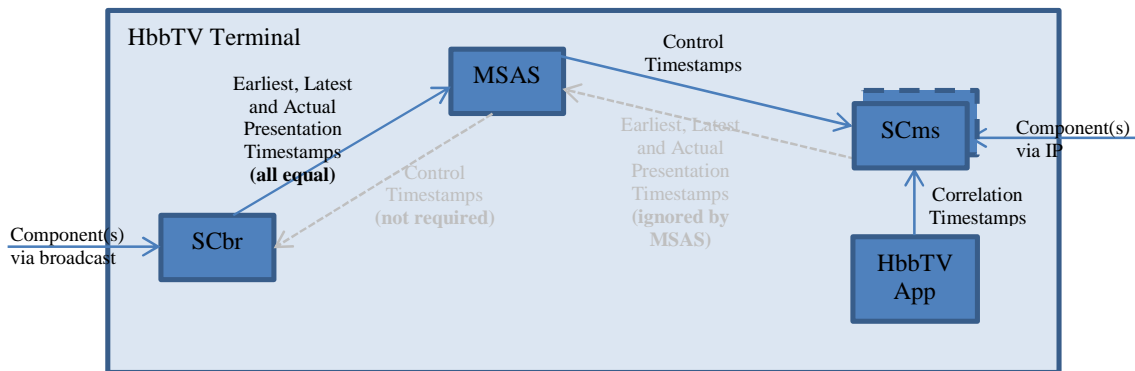 HbbTV Terminal
MSAS
Control
Timestamps
Earliest, Latest
and Actual
Presentation
Timestamps
(all equal)
Earliest, Latest
and Actual
Presentation
Timestamps
(ignored by
MSAS)
Control
Timestamps
(not required)
SCms
Component(s)
via IP
Correlation
Timestamps
Component(s)
via broadcast
SCbr
HbbTV
App